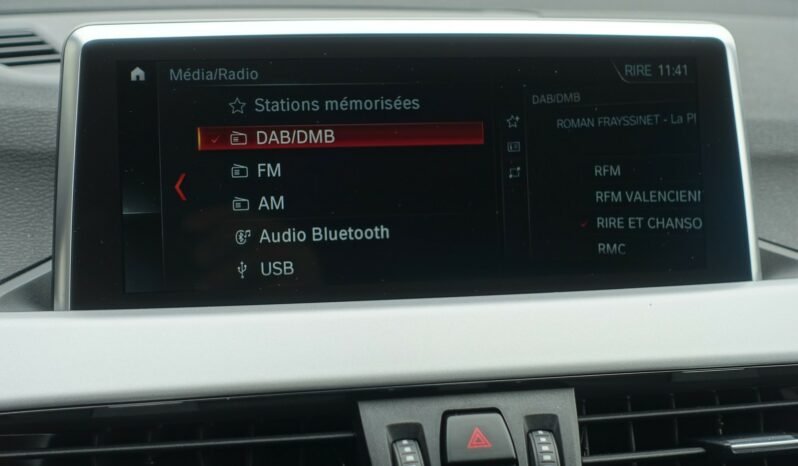 Média/Radio
RIRE 11:41
Stations mémorisées
DAB/DMB
FM
AM
Audio Bluetooth
USB
DAB/DMB
ROMAN FRAYSSINET - La Pl
RFM
RFM VALENCIENN
RIRE ET CHANSO
RMC